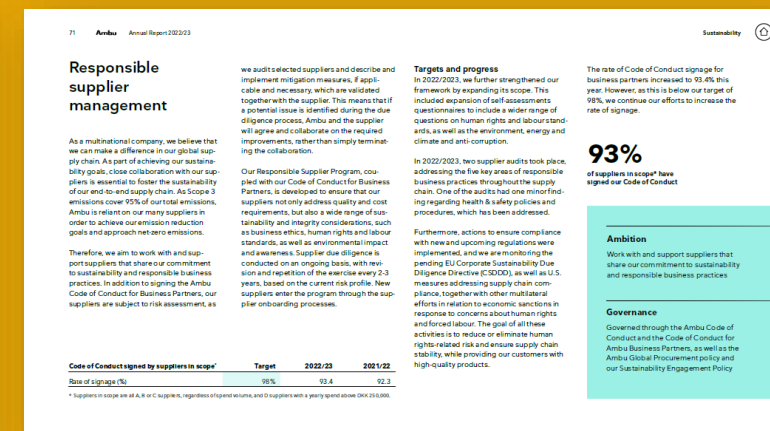 71 Ambu Annual Report 2022/23
Sustainability
Responsible
supplier
management
As a multinational company, we believe that
we can make a difference in our global sup-
ply chain. As part of achieving our sustaina-
bility goals, close collaboration with our sup-
pliers is essential to foster the sustainability
of our end-to-end supply chain. As Scope 3
emissions cover 95% of our total emissions,
Ambu is reliant on our many suppliers in
order to achieve our emission reduction
goals and approach net-zero emissions.
Therefore, we aim to work with and sup-
port suppliers that share our commitment
to sustainability and responsible business
practices. In addition to signing the Ambu
Code of Conduct for Business Partners, our
suppliers are subject to risk assessment, as
we audit selected suppliers and describe and
implement mitigation measures, if appli-
cable and necessary, which are validated
together with the supplier. This means that if
a potential issue is identified during the due
diligence process, Ambu and the supplier
will agree and collaborate on the required
improvements, rather than simply terminat-
ing the collaboration.
Our Responsible Supplier Program, cou-
pled with our Code of Conduct for Business
Partners, is developed to ensure that our
suppliers not only address quality and cost
requirements, but also a wide range of sus-
tainability and integrity considerations, such
as business ethics, human rights and labour
standards, as well as environmental impact
and awareness. Supplier due diligence is
conducted on an ongoing basis, with revi-
sion and repetition of the exercise every 2-3
years, based on the current risk profile. New
suppliers enter the program through the sup-
plier onboarding processes.
Code of Conduct signed by suppliers in scope* Target 2022/23 2021/22
Rate of signage (%) 98% 93.4 92.3
* Suppliers in scope are all A, B or C suppliers, regardless of spend volume, and D suppliers with a yearly spend above DKK 250,000.
Targets and progress
In 2022/2023, we further strengthened our
framework by expanding its scope. This
included expansion of self-assessments
questionnaires to include a wider range of
questions on human rights and labour stand-
ards, as well as the environment, energy and
climate and anti-corruption.
In 2022/2023, two supplier audits took place,
addressing the five key areas of responsible
business practices throughout the supply
chain. One of the audits had one minor find-
ing regarding health & safety policies and
procedures, which has been addressed.
Furthermore, actions to ensure compliance
with new and upcoming regulations were
implemented, and we are monitoring the
pending EU Corporate Sustainability Due
Diligence Directive (CSDDD), as well as U.S.
measures addressing supply chain com-
pliance, together with other multilateral
efforts in relation to economic sanctions in
response to concerns about human rights
and forced labour. The goal of all these
activities is to reduce or eliminate human
rights-related risk and ensure supply chain
stability, while providing our customers with
high-quality products.
The rate of Code of Conduct signage for
business partners increased to 93.4% this
year. However, as this is below our target of
98%, we continue our efforts to increase the
rate of signage.
93%
of suppliers in scope* have
signed our Code of Conduct
Ambition
Work with and support suppliers that
share our commitment to sustainability
and responsible business practices
Governance
Governed through the Ambu Code of
Conduct and the Code of Conduct for
Ambu Business Partners, as well as the
Ambu Global Procurement policy and
our Sustainability Engagement Policy